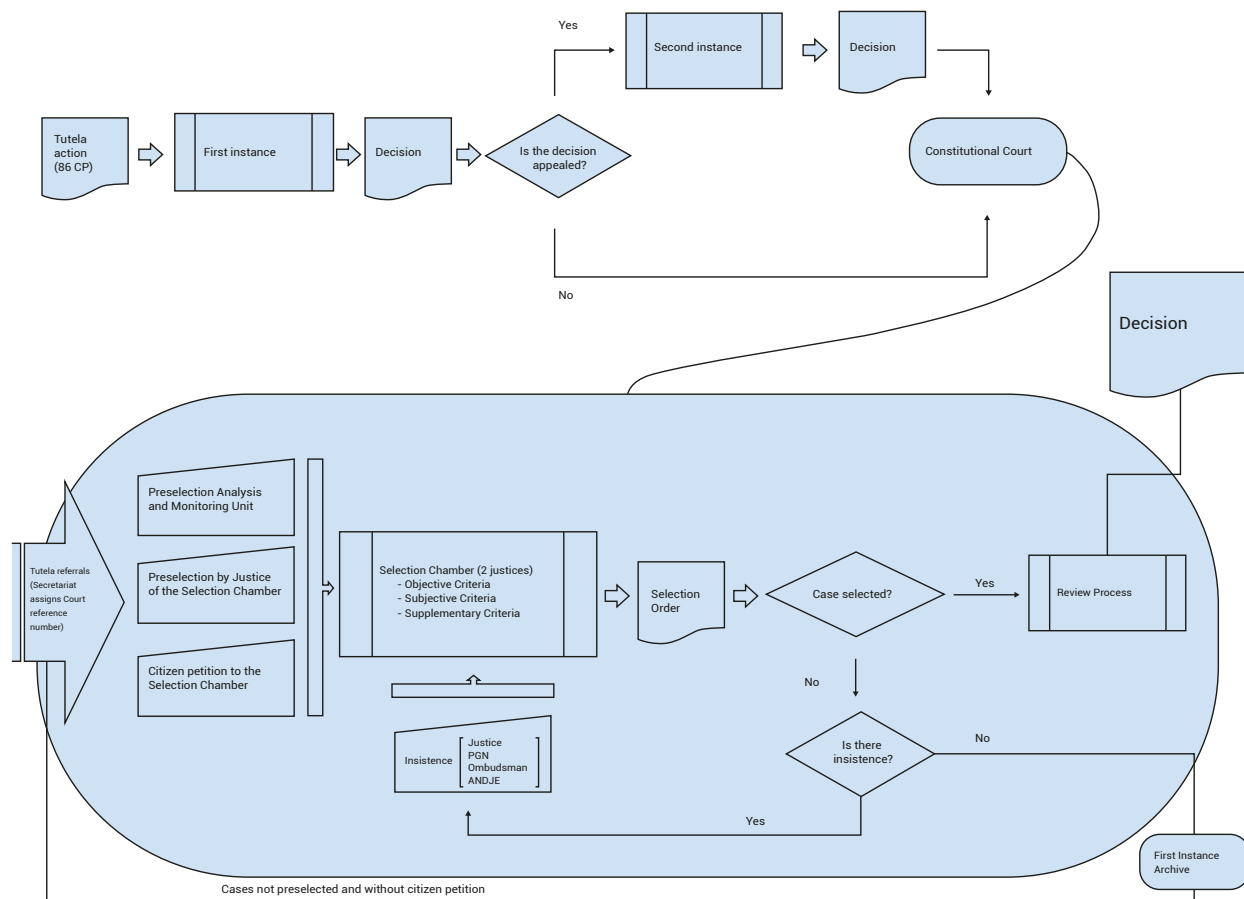 Yes
Second instance
Decision
Tutela
action
(86 CP)
First instance
Decision
Is the decision
appealed?
Constitutional Court
No
Decision
Preselection Analysis
and Monitoring Unit
Tutela referrals
(Secretariat
assigns Court
reference
number)
Preselection by Justice
of the Selection Chamber
Citizen petition to the
Selection Chamber
Selection Chamber (2 justices)
- Objective Criteria
- Subjective Criteria
- Supplementary Criteria
Selection
Order
Case selected?
Yes
Review Process
No
Insistence
Justice
PGN
Ombudsman
ANDJE
Is there
insistence?
No
Yes
First Instance
Archive
Cases not preselected and without citizen petition